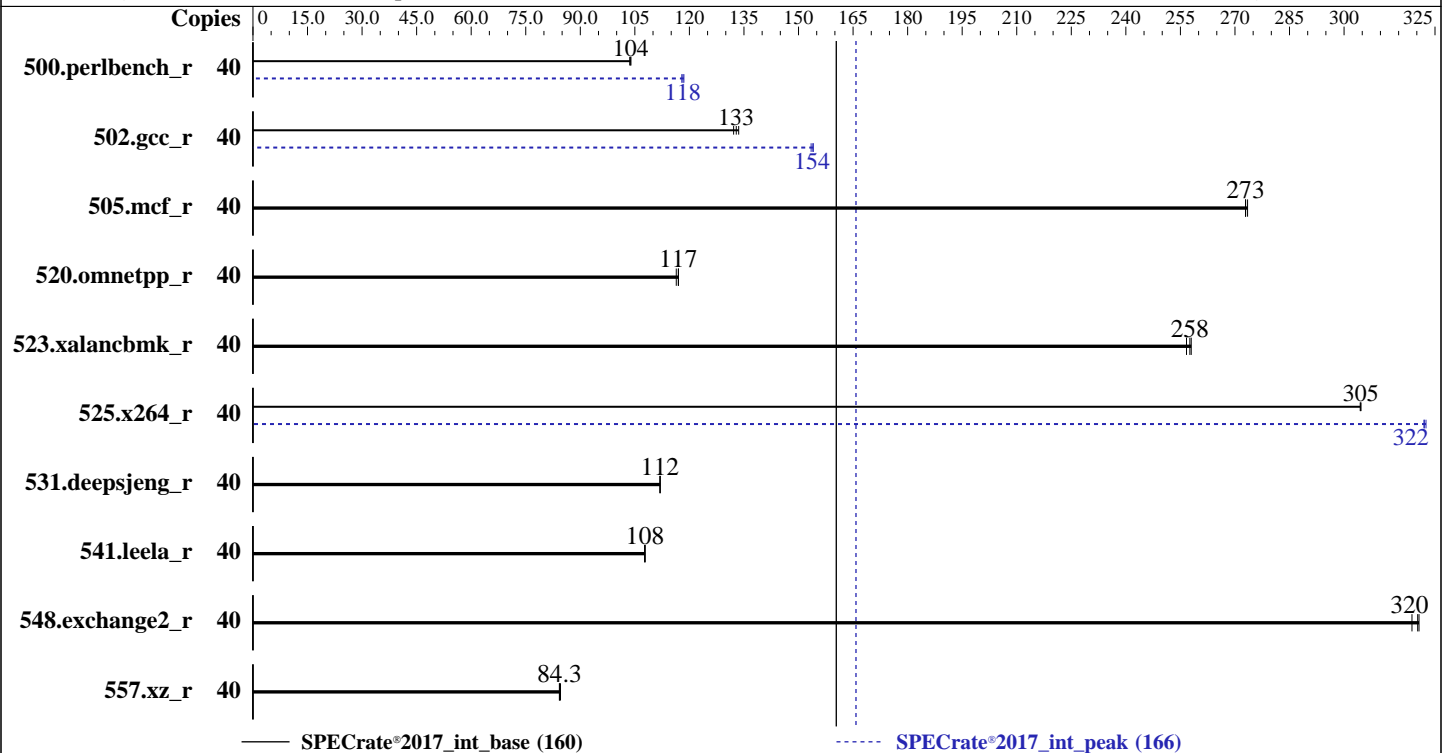 Copies 0 15.0 30.0 45.0 60.0 75.0 90.0 105 120 135 150 165 180 195 210 225 240 255 270 285 300 325
500.perlbench_r 40 104
118
502.gcc_r 40 133
154
505.mcf_r 40 273
520.omnetpp_r 40 117
523.xalancbmk_r 40 258
525.x264_r 40 305
322
531.deepsjeng_r 40 112
541.leela_r 40 108
548.exchange2_r 40 320
557.xz_r 40 84.3
SPECrate®2017_int_base (160) SPECrate®2017_int_peak (166)